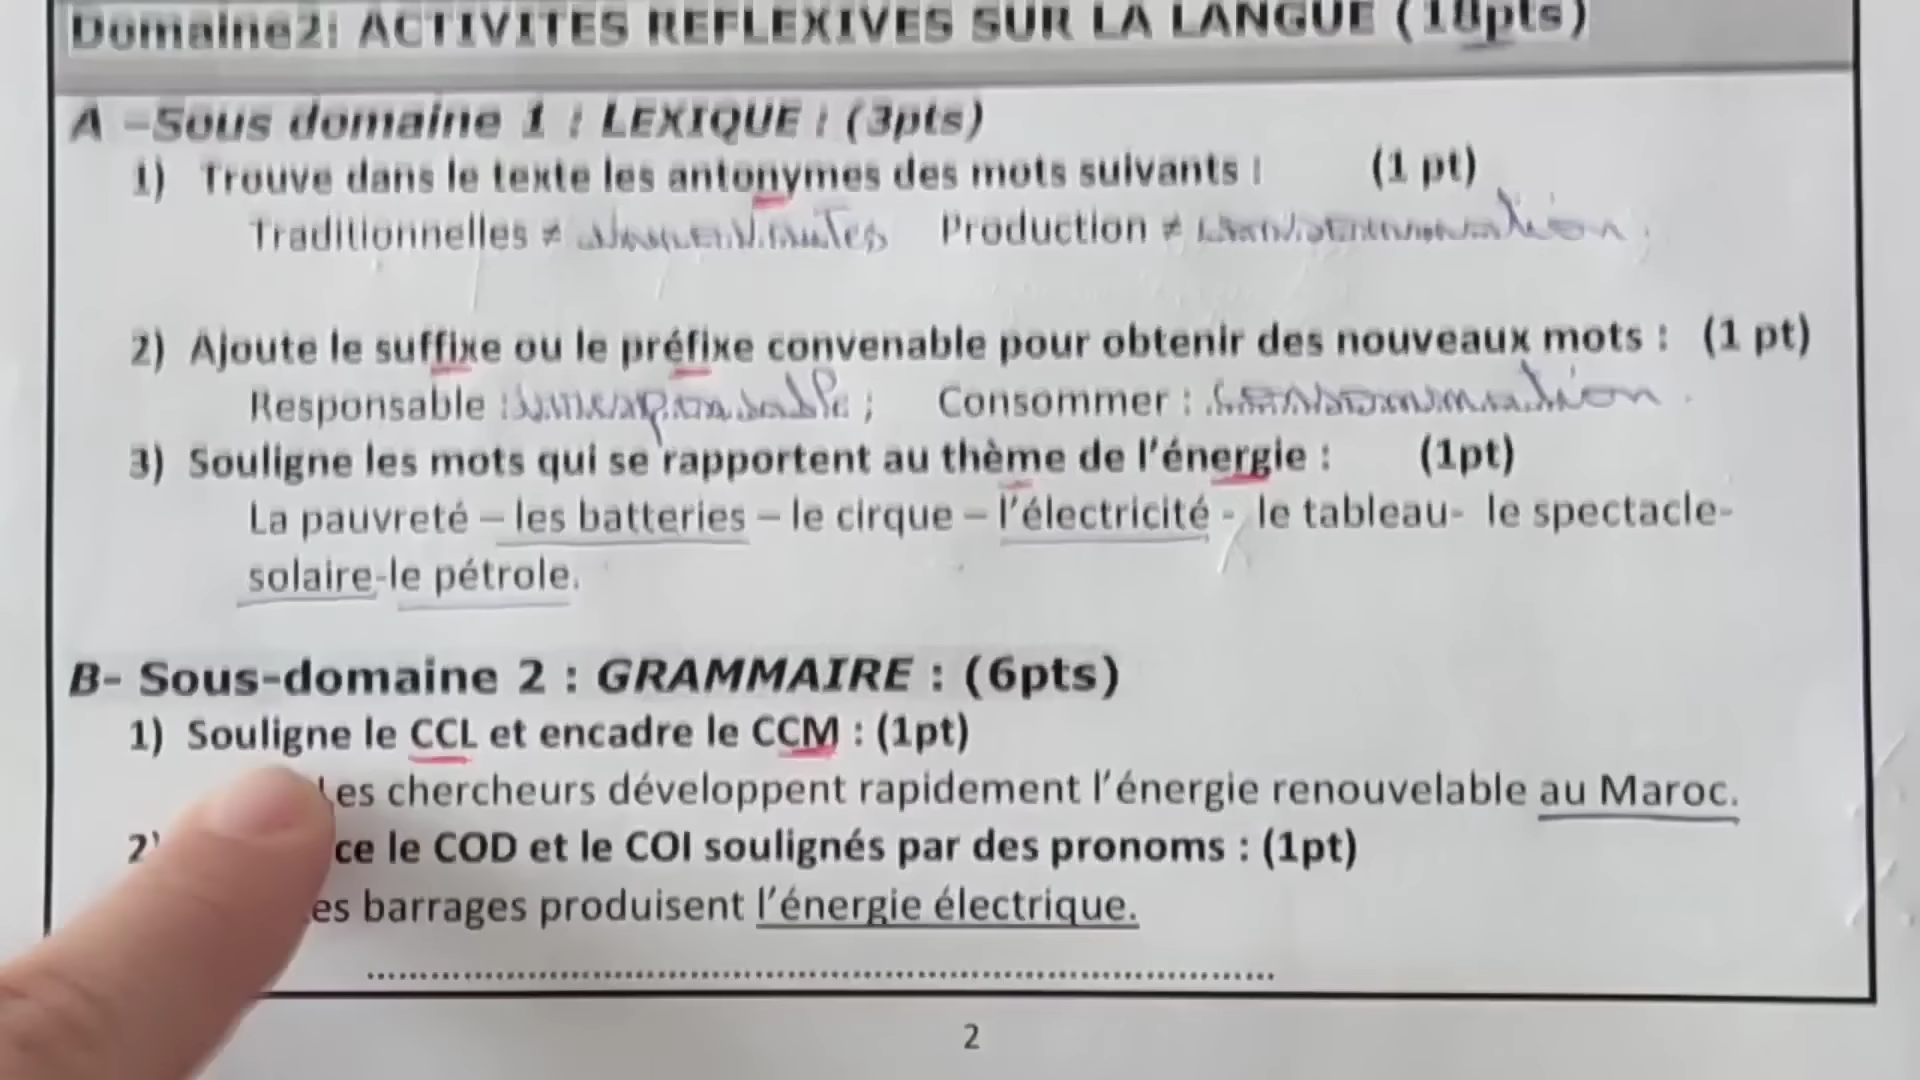 Domaine2: ACTIVITES REFLEXIVES SUR LA LANGUE (18pts)
A –Sous domaine 1 : LEXIQUE : (3pts)
1) Trouve dans le texte les antonymes des mots suivants : (1 pt)
Traditionnelles ≠ Production ≠ consommation.
2) Ajoute le suffixe ou le préfixe convenable pour obtenir des nouveaux mots : (1 pt)
Responsable : irresponsable ; Consommer : consommation.
3) Souligne les mots qui se rapportent au thème de l'énergie : (1pt)
La pauvreté – les batteries – le cirque – l'électricité - le tableau- le spectacle-
solaire-le pétrole.
B- Sous-domaine 2 : GRAMMAIRE : (6pts)
1) Souligne le CCL et encadre le CCM : (1pt)
Les chercheurs développent rapidement l'énergie renouvelable au Maroc.
2) ce le COD et le COI soulignés par des pronoms : (1pt)
es barrages produisent l'énergie électrique.
..........................................................................................
2